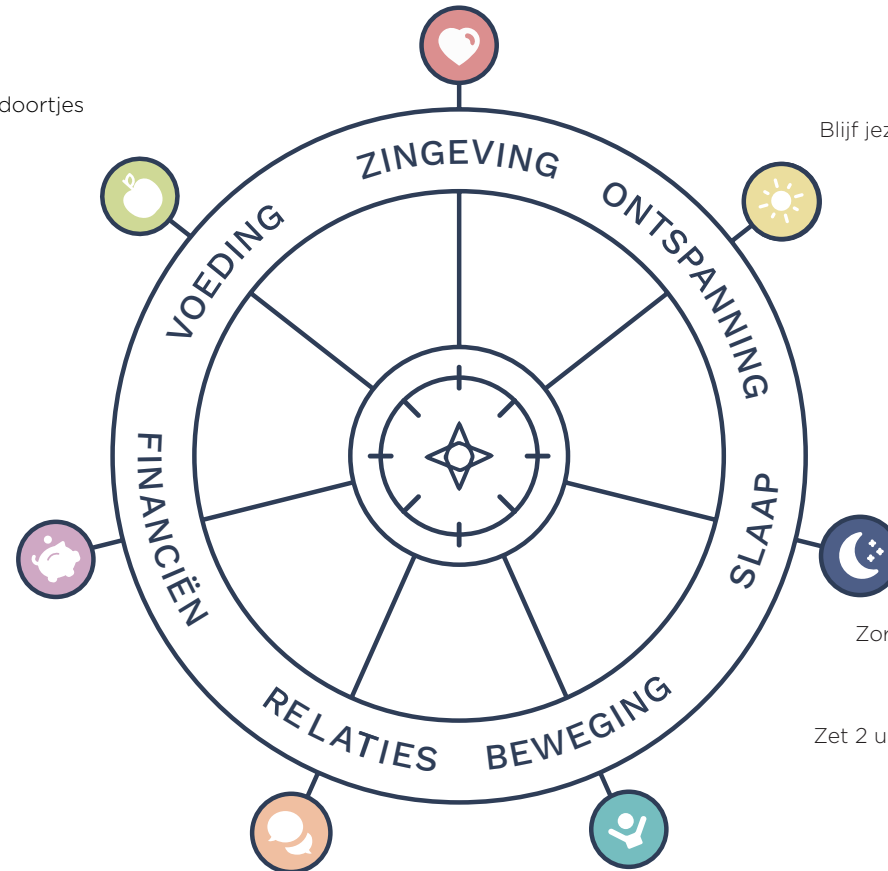 doortjes
Blijf jez
ZINGEVING
ONTSPANNING
VOEDING
FINANCIËN
SLAAP
Zor
RELATIES
BEWEGING
Zet 2 u